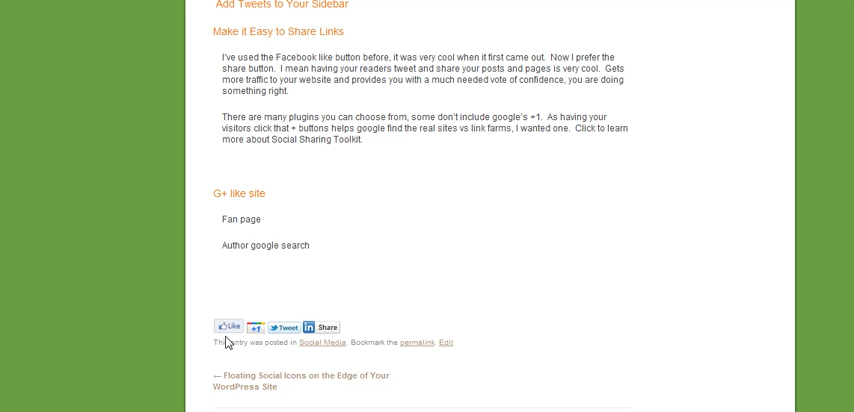 Add Tweets to Your Sidebar
Make it Easy to Share Links
I've used the Facebook like button before, it was very cool when it first came out. Now I prefer the
share button. I mean having your readers tweet and share your posts and pages is very cool. Gets
more traffic to your website and provides you with a much needed vote of confidence, you are doing
something right.
There are many plugins you can choose from, some don't include google's +1. As having your
visitors click that + buttons helps google find the real sites vs link farms, I wanted one. Click to learn
more about Social Sharing Toolkit.
G+ like site
Fan page
Author google search
Like +1 Tweet in Share
This entry was posted in Social Media. Bookmark the permalink. Edit
← Floating Social Icons on the Edge of Your
WordPress Site